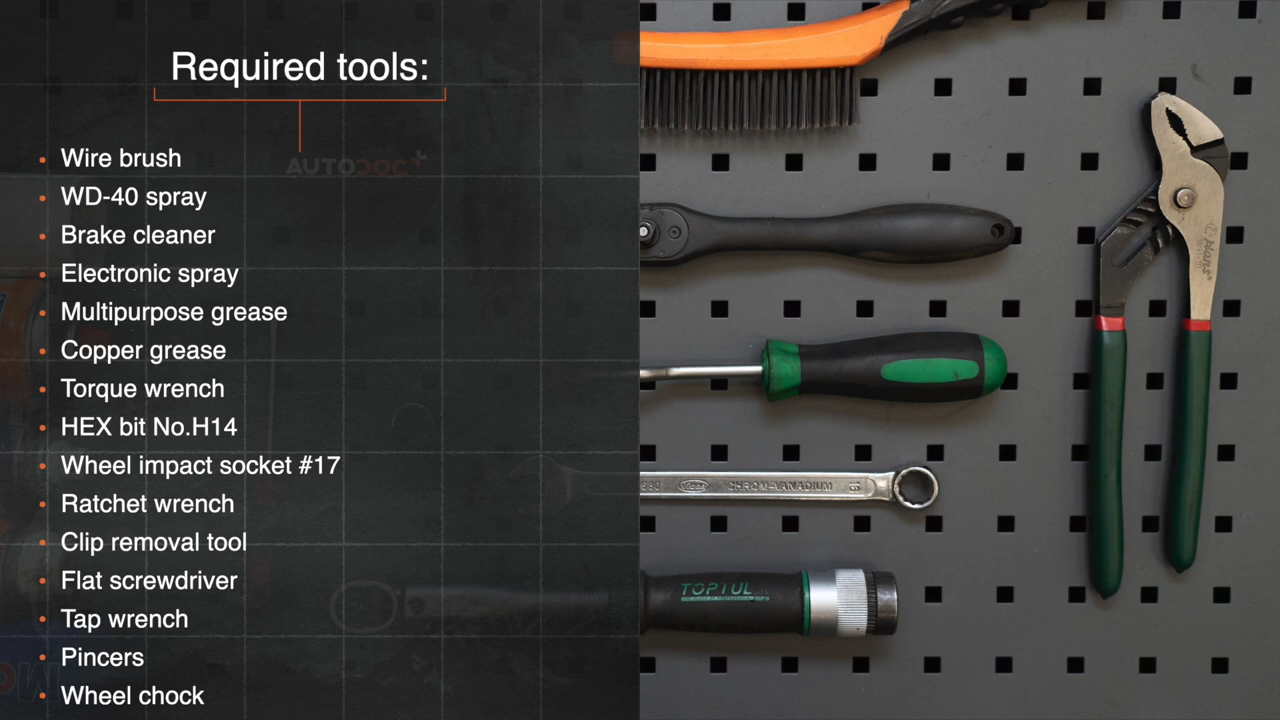 Required tools:
AUTODOC+
• Wire brush
• WD-40 spray
• Brake cleaner
• Electronic spray
• Multipurpose grease
• Copper grease
• Torque wrench
• HEX bit No.H14
• Wheel impact socket #17
• Ratchet wrench
• Clip removal tool
• Flat screwdriver
• Tap wrench
• Pincers
• Wheel chock
Hans
CHROM-VANADIUM
TOPTUL